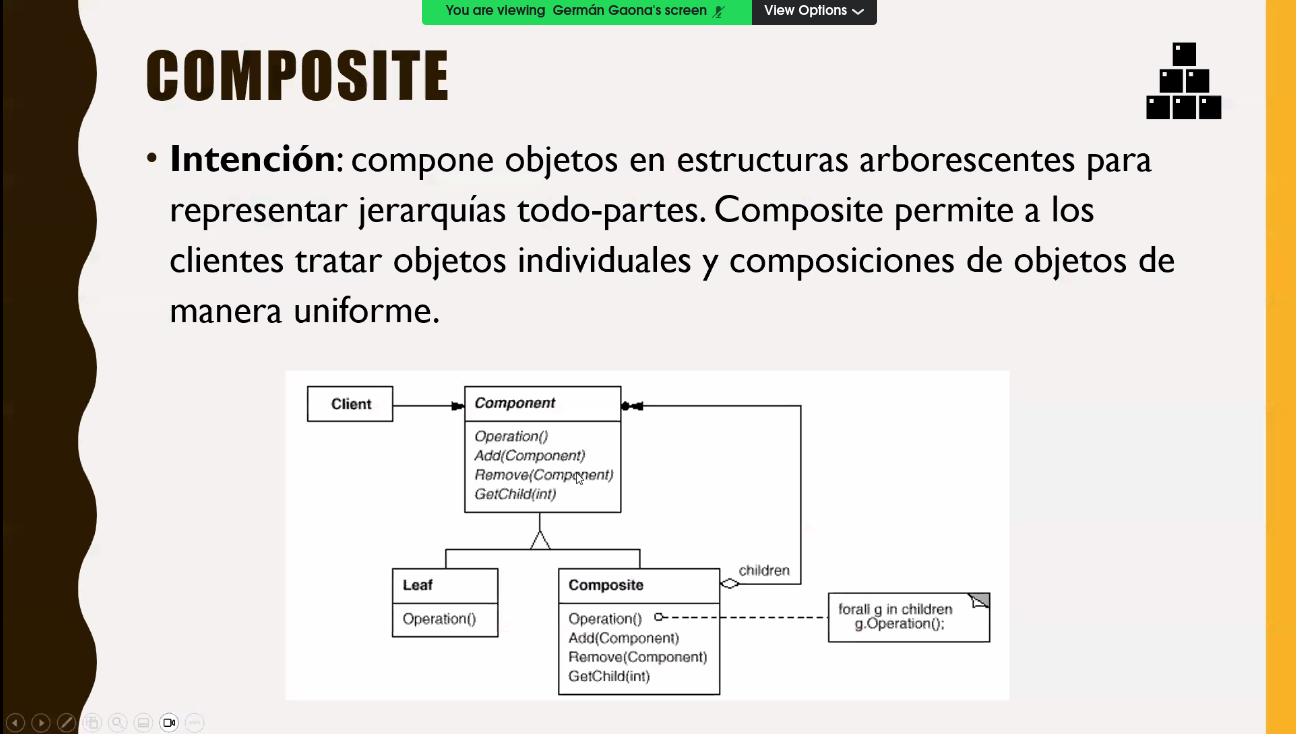 You are viewing Germán Gaona's screen
View Options
COMPOSITE
• Intención: compone objetos en estructuras arborescentes para
representar jerarquías todo-partes. Composite permite a los
clientes tratar objetos individuales y composiciones de objetos de
manera uniforme.
Client
Component
Operation()
Add(Component)
Remove(Component)
GetChild(int)
Leaf
Operation()
Composite
Operation()
Add(Component)
Remove(Component)
GetChild(int)
children
forall g in children
g.Operation();